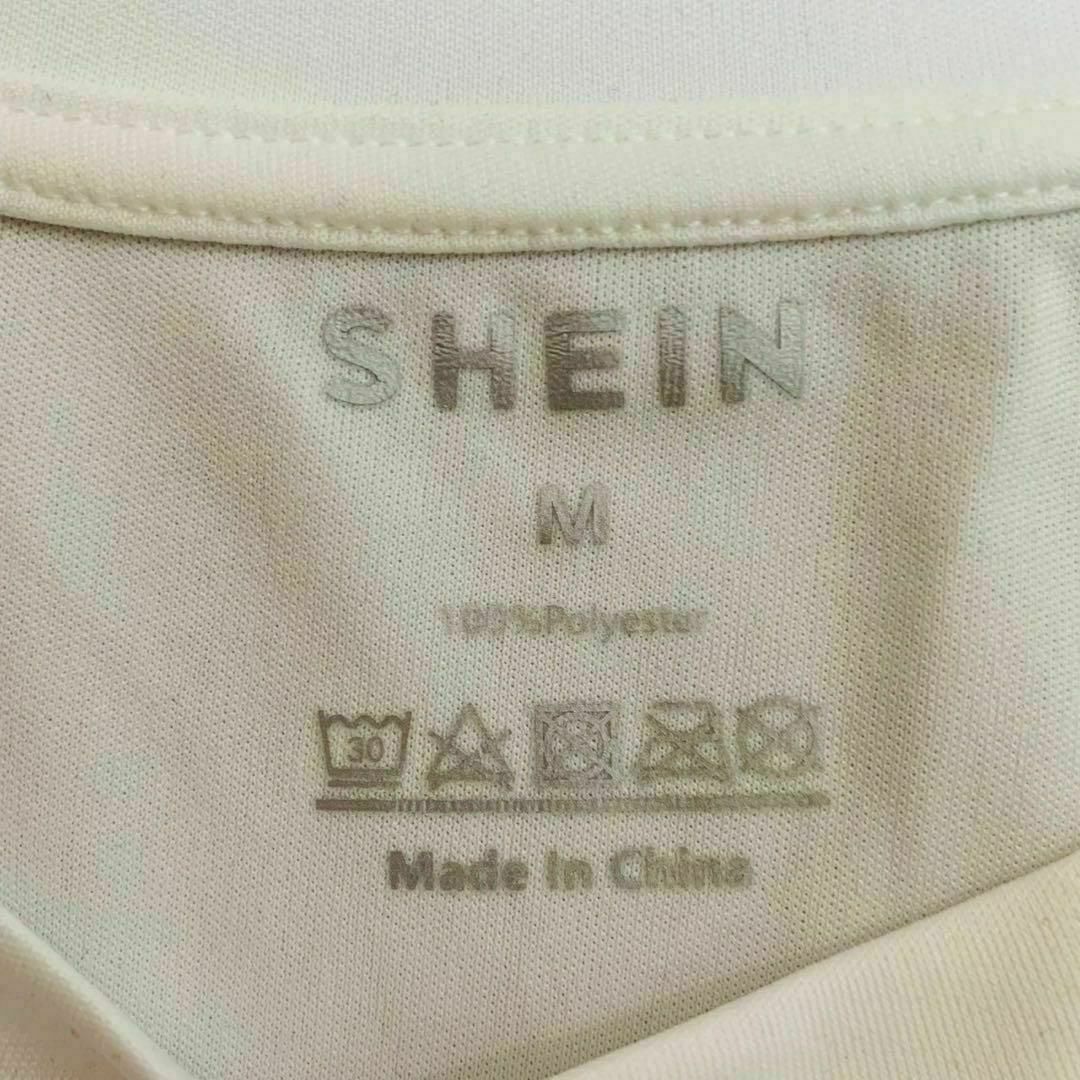 SHEIN
M
100%Polyester
30
Made In China